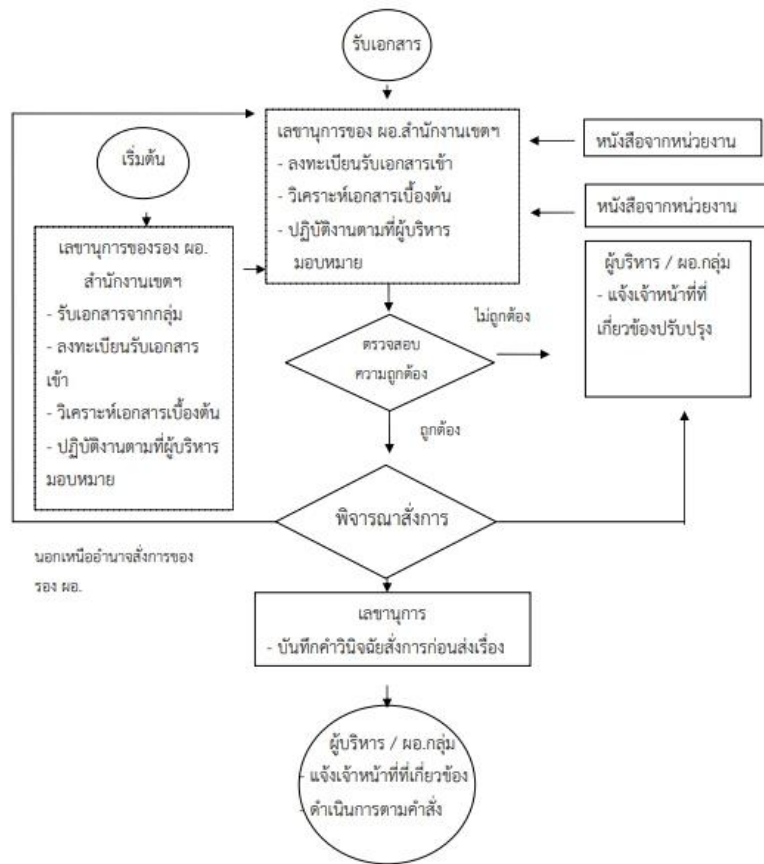 รับเอกสาร
เลขานุการของ ผอ.สำนักงานเขตฯ
- ลงทะเบียนรับเอกสารเข้า
- วิเคราะห์เอกสารเบื้องต้น
- ปฏิบัติงานตามที่ผู้บริหาร
มอบหมาย
หนังสือจากหน่วยงาน
หนังสือจากหน่วยงาน
เริ่มต้น
เลขานุการของรอง ผอ.
สำนักงานเขตฯ
- รับเอกสารจากกลุ่ม
- ลงทะเบียนรับเอกสาร
เข้า
- วิเคราะห์เอกสารเบื้องต้น
- ปฏิบัติงานตามที่ผู้บริหาร
มอบหมาย
ผู้บริหาร / ผอ.กลุ่ม
- แจ้งเจ้าหน้าที่ที่
เกี่ยวข้องปรับปรุง
ไม่ถูกต้อง
ตรวจสอบ
ความถูกต้อง
ถูกต้อง
พิจารณาสั่งการ
นอกเหนืออำนาจสั่งการของ
รอง ผอ.
เลขานุการ
- บันทึกคำวินิจฉัยสั่งการก่อนส่งเรื่อง
ผู้บริหาร / ผอ.กลุ่ม
- แจ้งเจ้าหน้าที่ที่เกี่ยวข้อง
- ดำเนินการตามคำสั่ง